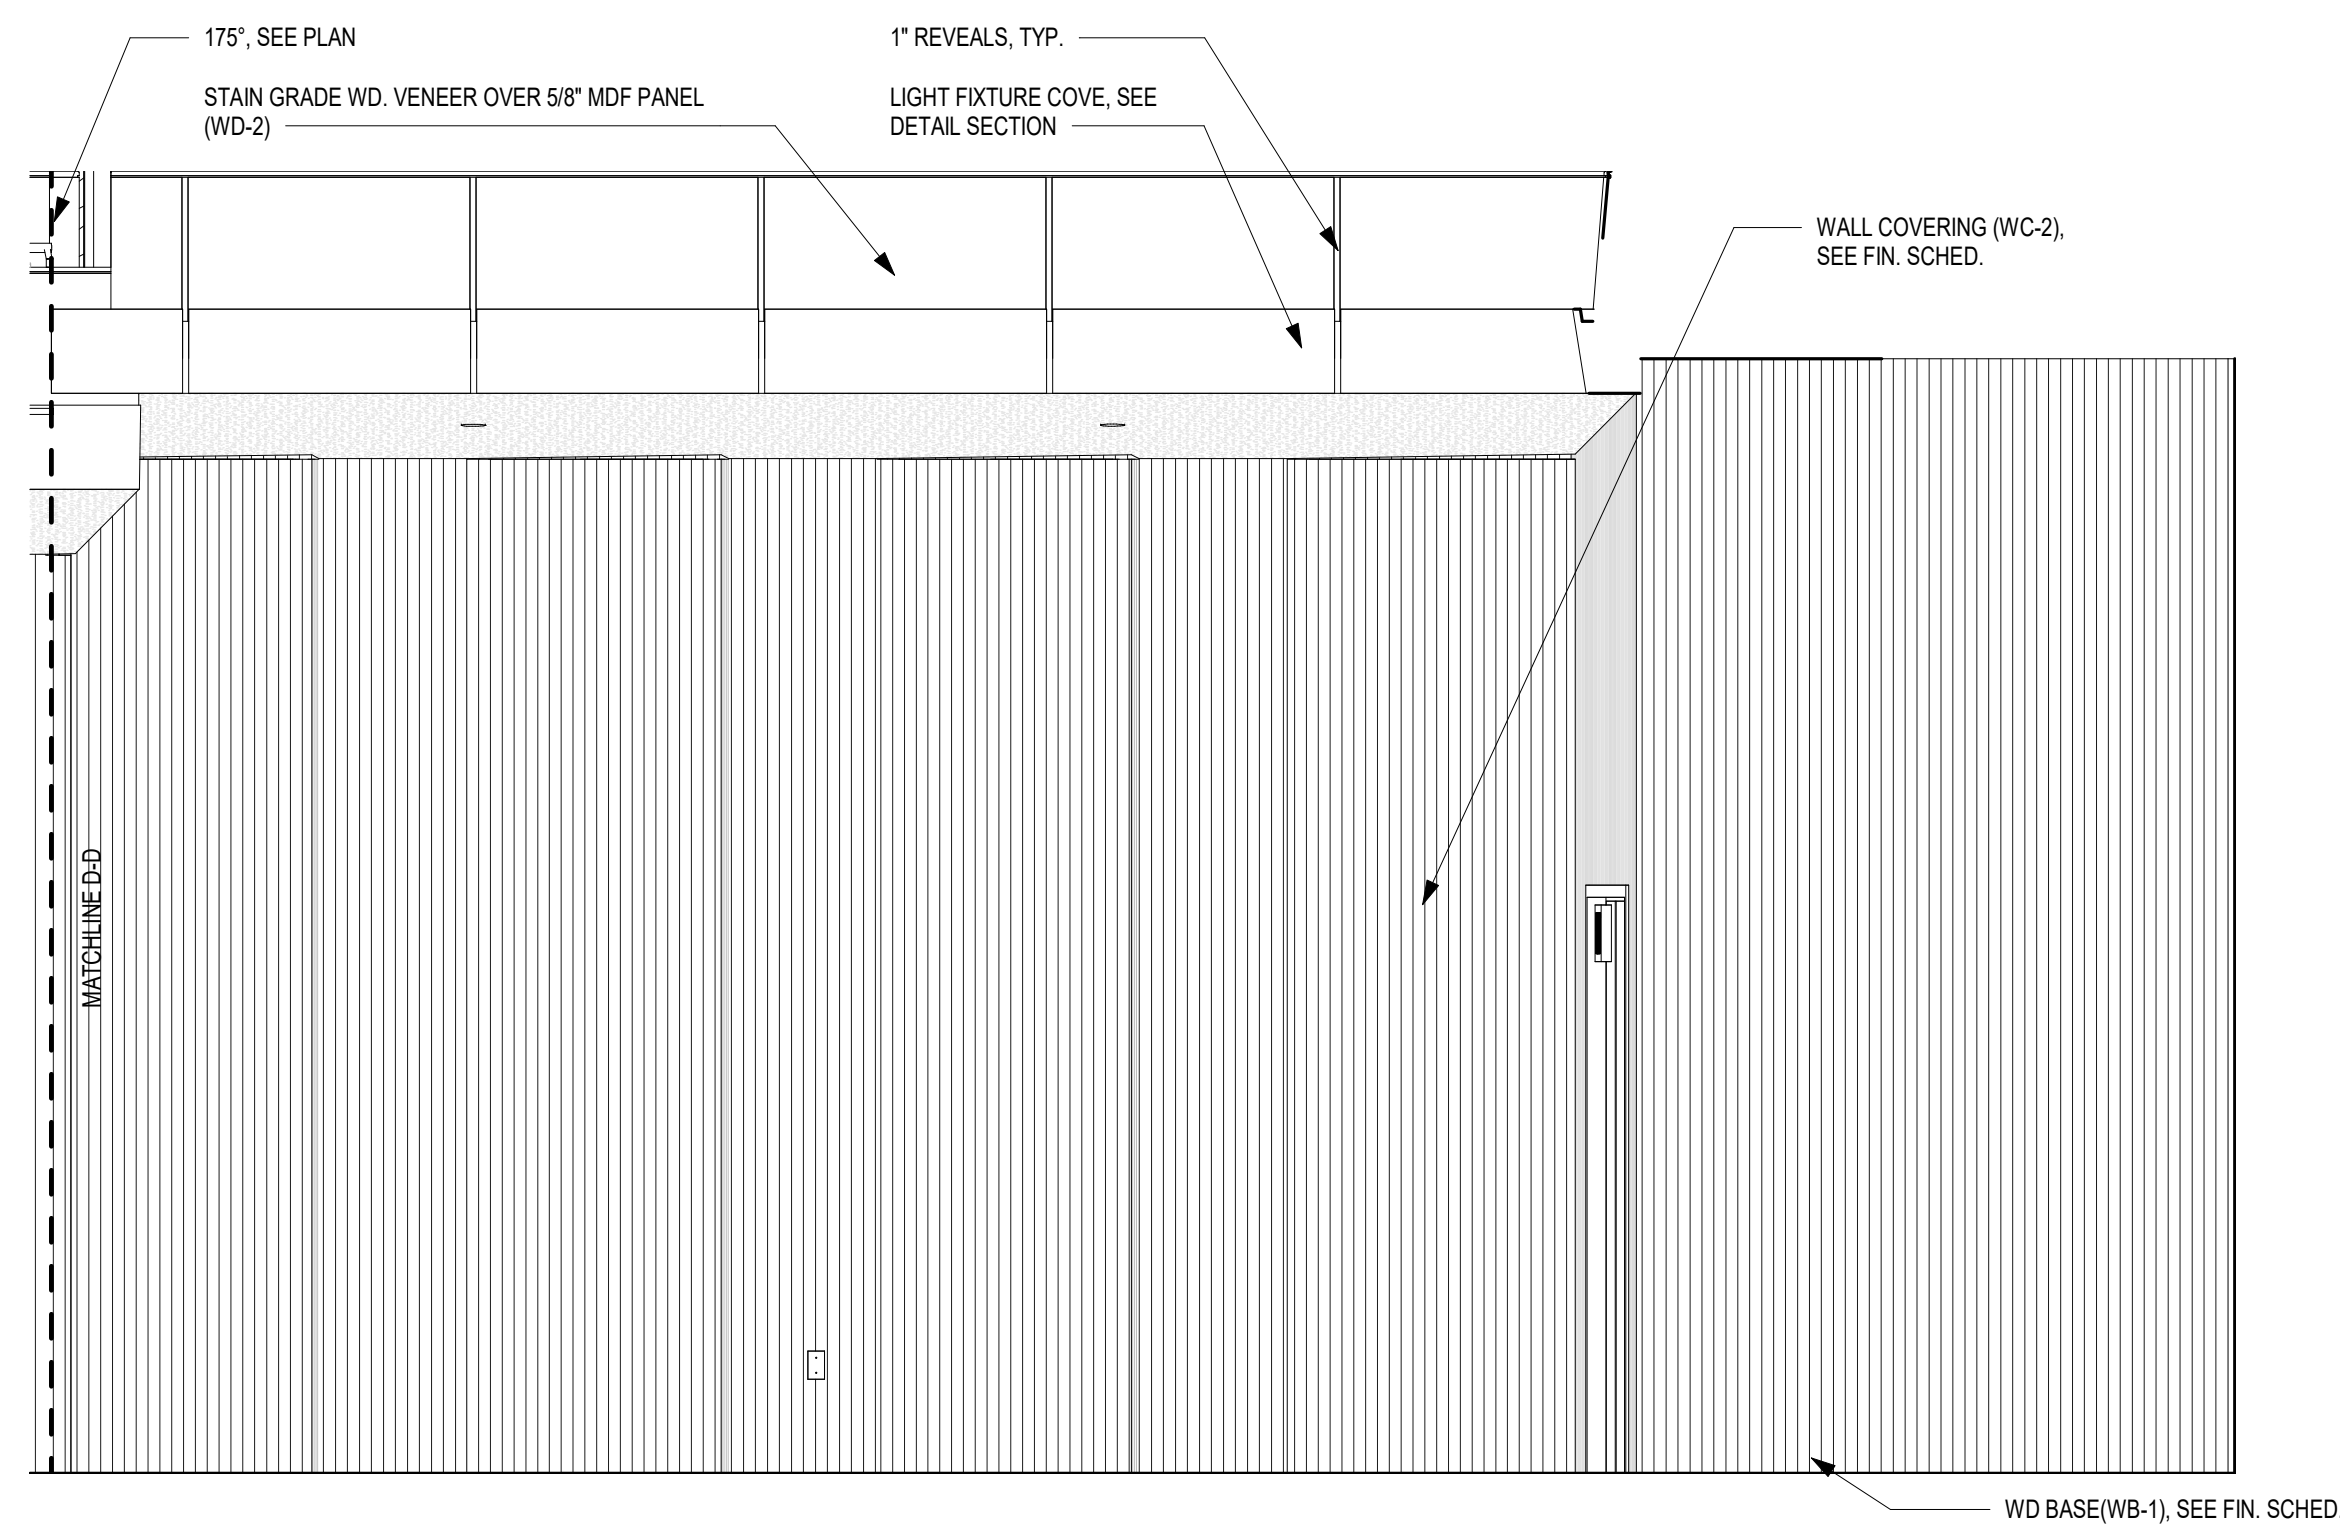 175°, SEE PLAN
STAIN GRADE WD. VENEER OVER 5/8" MDF PANEL
(WD-2)
1" REVEALS, TYP.
LIGHT FIXTURE COVE, SEE
DETAIL SECTION
WALL COVERING (WC-2),
SEE FIN. SCHED.
MATCHLINE D-D
WD BASE(WB-1), SEE FIN. SCHED.